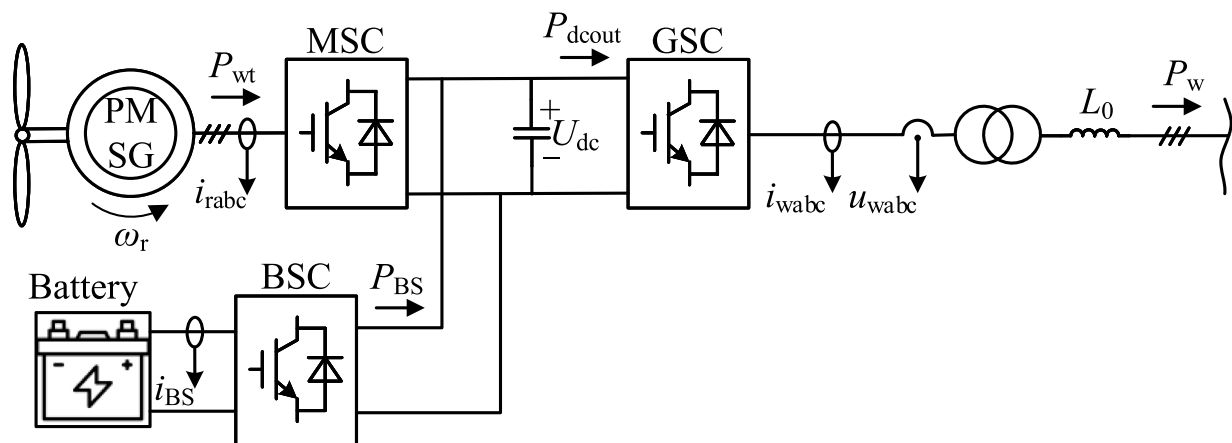 MSC
P_dcout
GSC
P_wt
P_w
PM
SG
+
U_dc
−
L_0
i_rabc
i_wabc
u_wabc
ω_r
Battery
BSC
P_BS
- +
i_BS